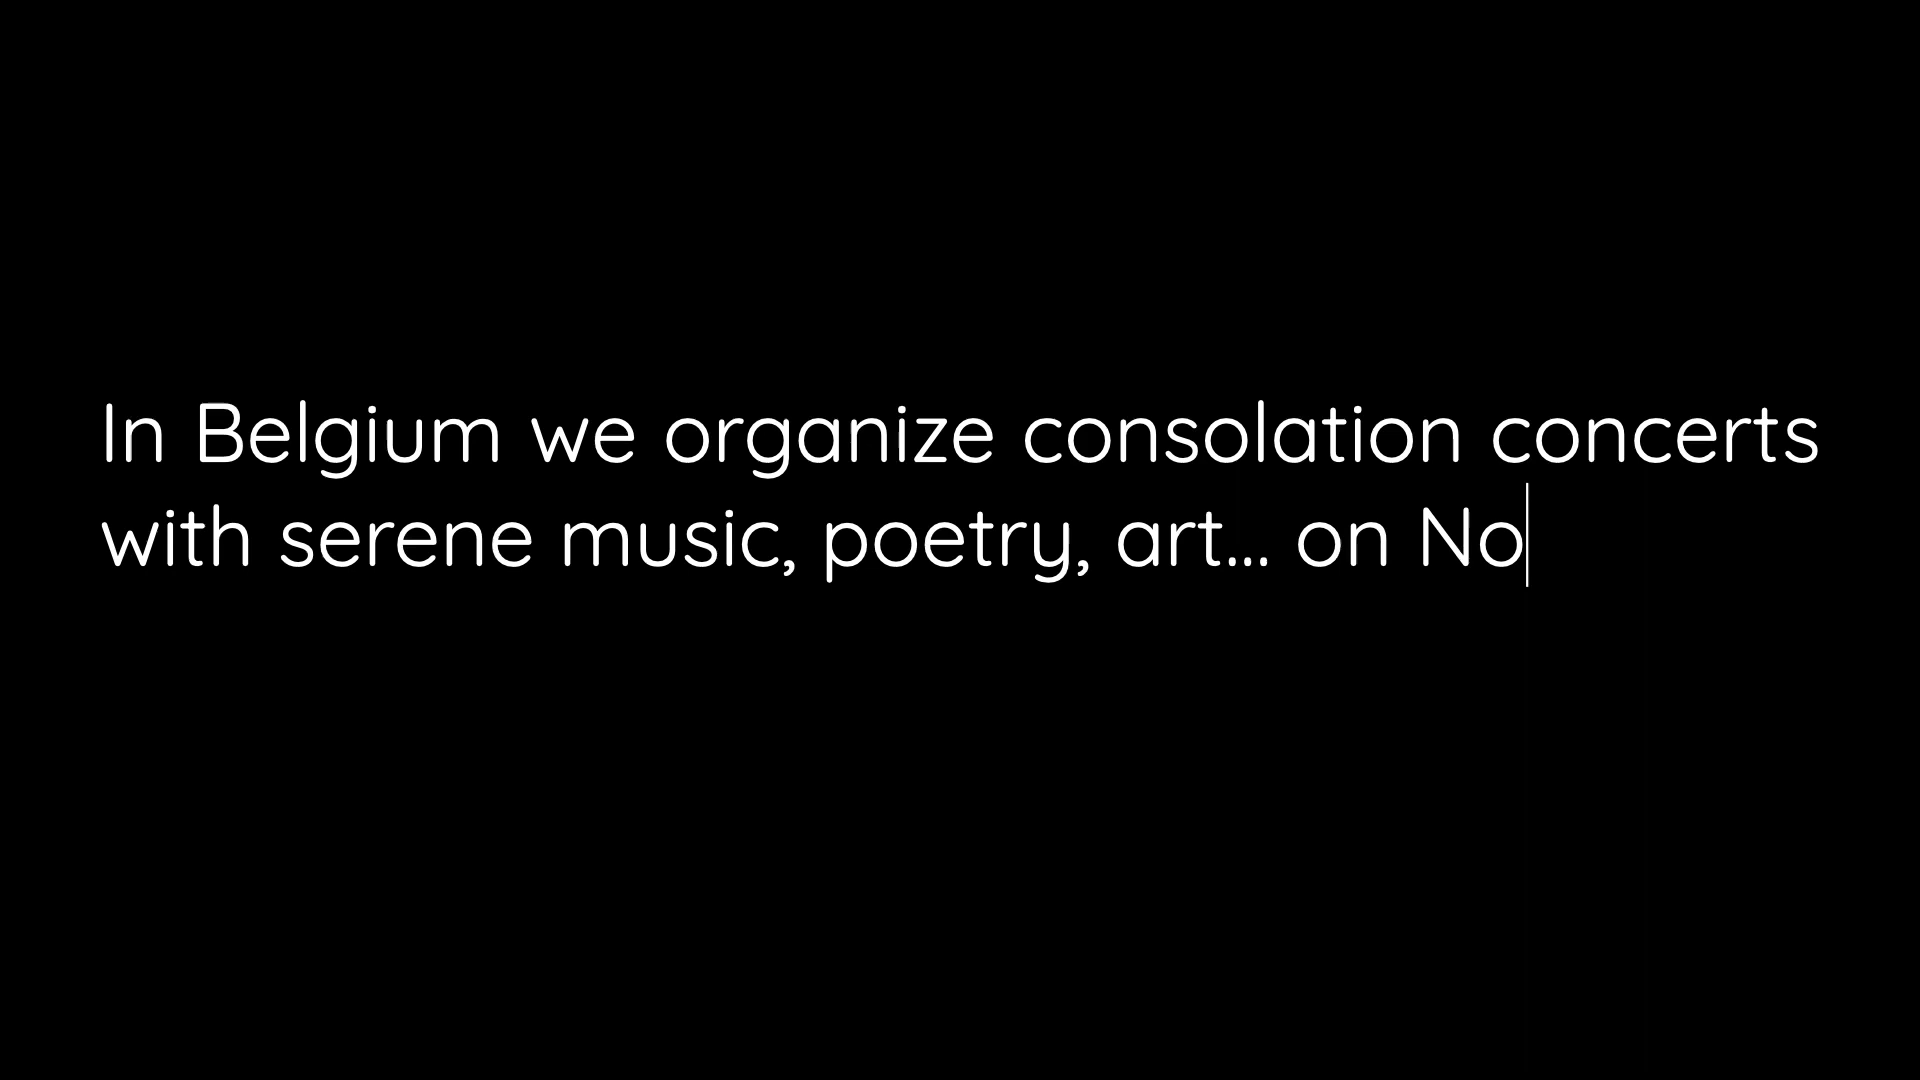 In Belgium we organize consolation concerts
with serene music, poetry, art... on No